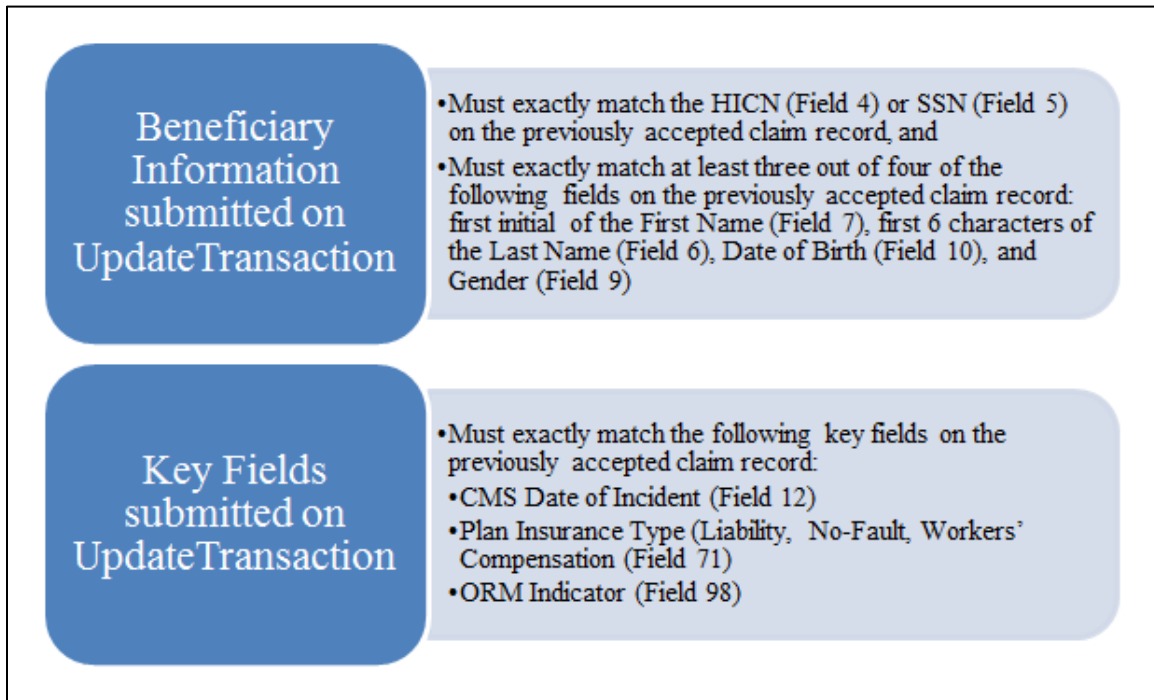 Beneficiary
Information
submitted on
UpdateTransaction
•Must exactly match the HICN (Field 4) or SSN (Field 5)
on the previously accepted claim record, and
•Must exactly match at least three out of four of the
following fields on the previously accepted claim record:
first initial of the First Name (Field 7), first 6 characters of
the Last Name (Field 6), Date of Birth (Field 10), and
Gender (Field 9)
Key Fields
submitted on
UpdateTransaction
•Must exactly match the following key fields on the
previously accepted claim record:
•CMS Date of Incident (Field 12)
•Plan Insurance Type (Liability, No-Fault, Workers’
Compensation (Field 71)
•ORM Indicator (Field 98)